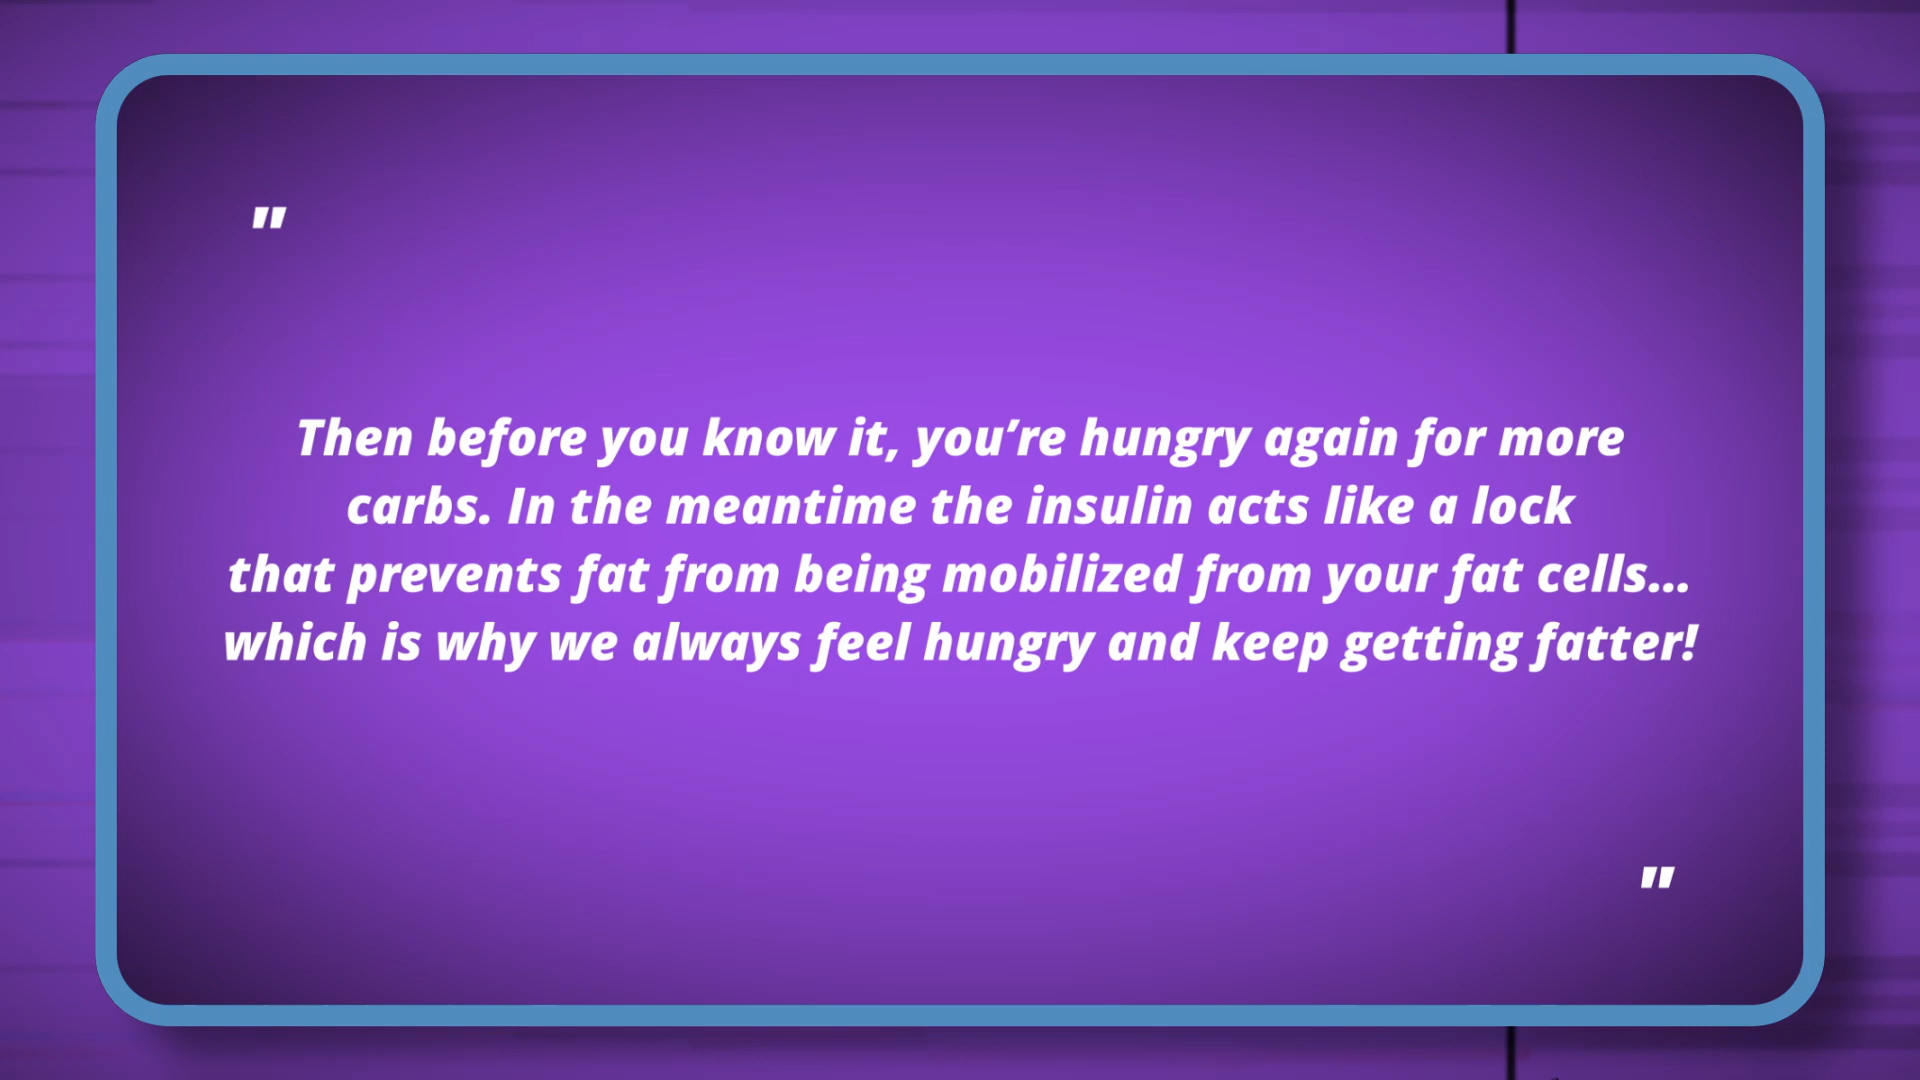 "
Then before you know it, you’re hungry again for more
carbs. In the meantime the insulin acts like a lock
that prevents fat from being mobilized from your fat cells...
which is why we always feel hungry and keep getting fatter!
"